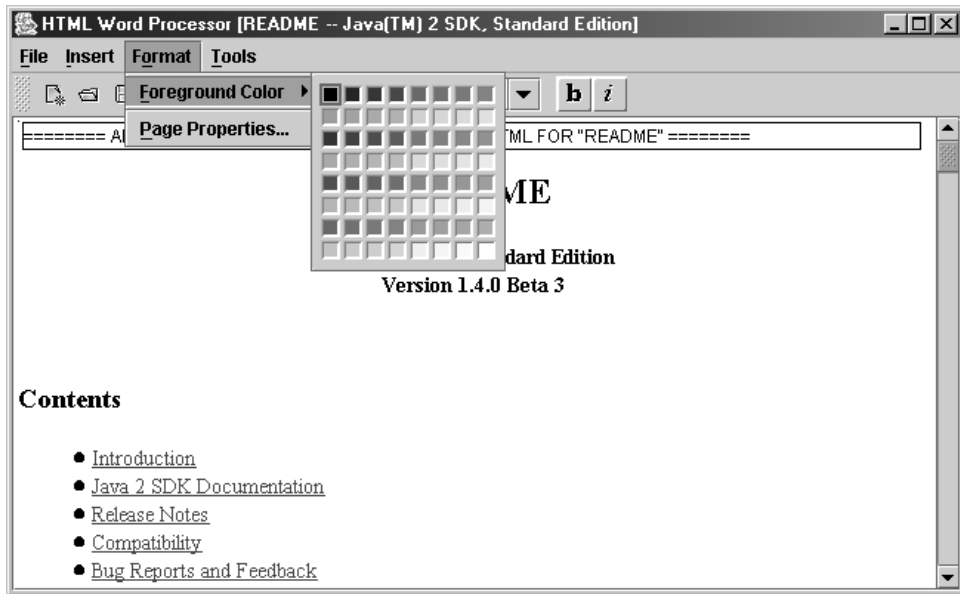 HTML Word Processor [README -- Java(TM) 2 SDK, Standard Edition]
File Insert Format Tools
Foreground Color
b i
Page Properties...
======== ML FOR "README" ========
ME
dard Edition
Version 1.4.0 Beta 3
Contents
Introduction
Java 2 SDK Documentation
Release Notes
Compatibility
Bug Reports and Feedback